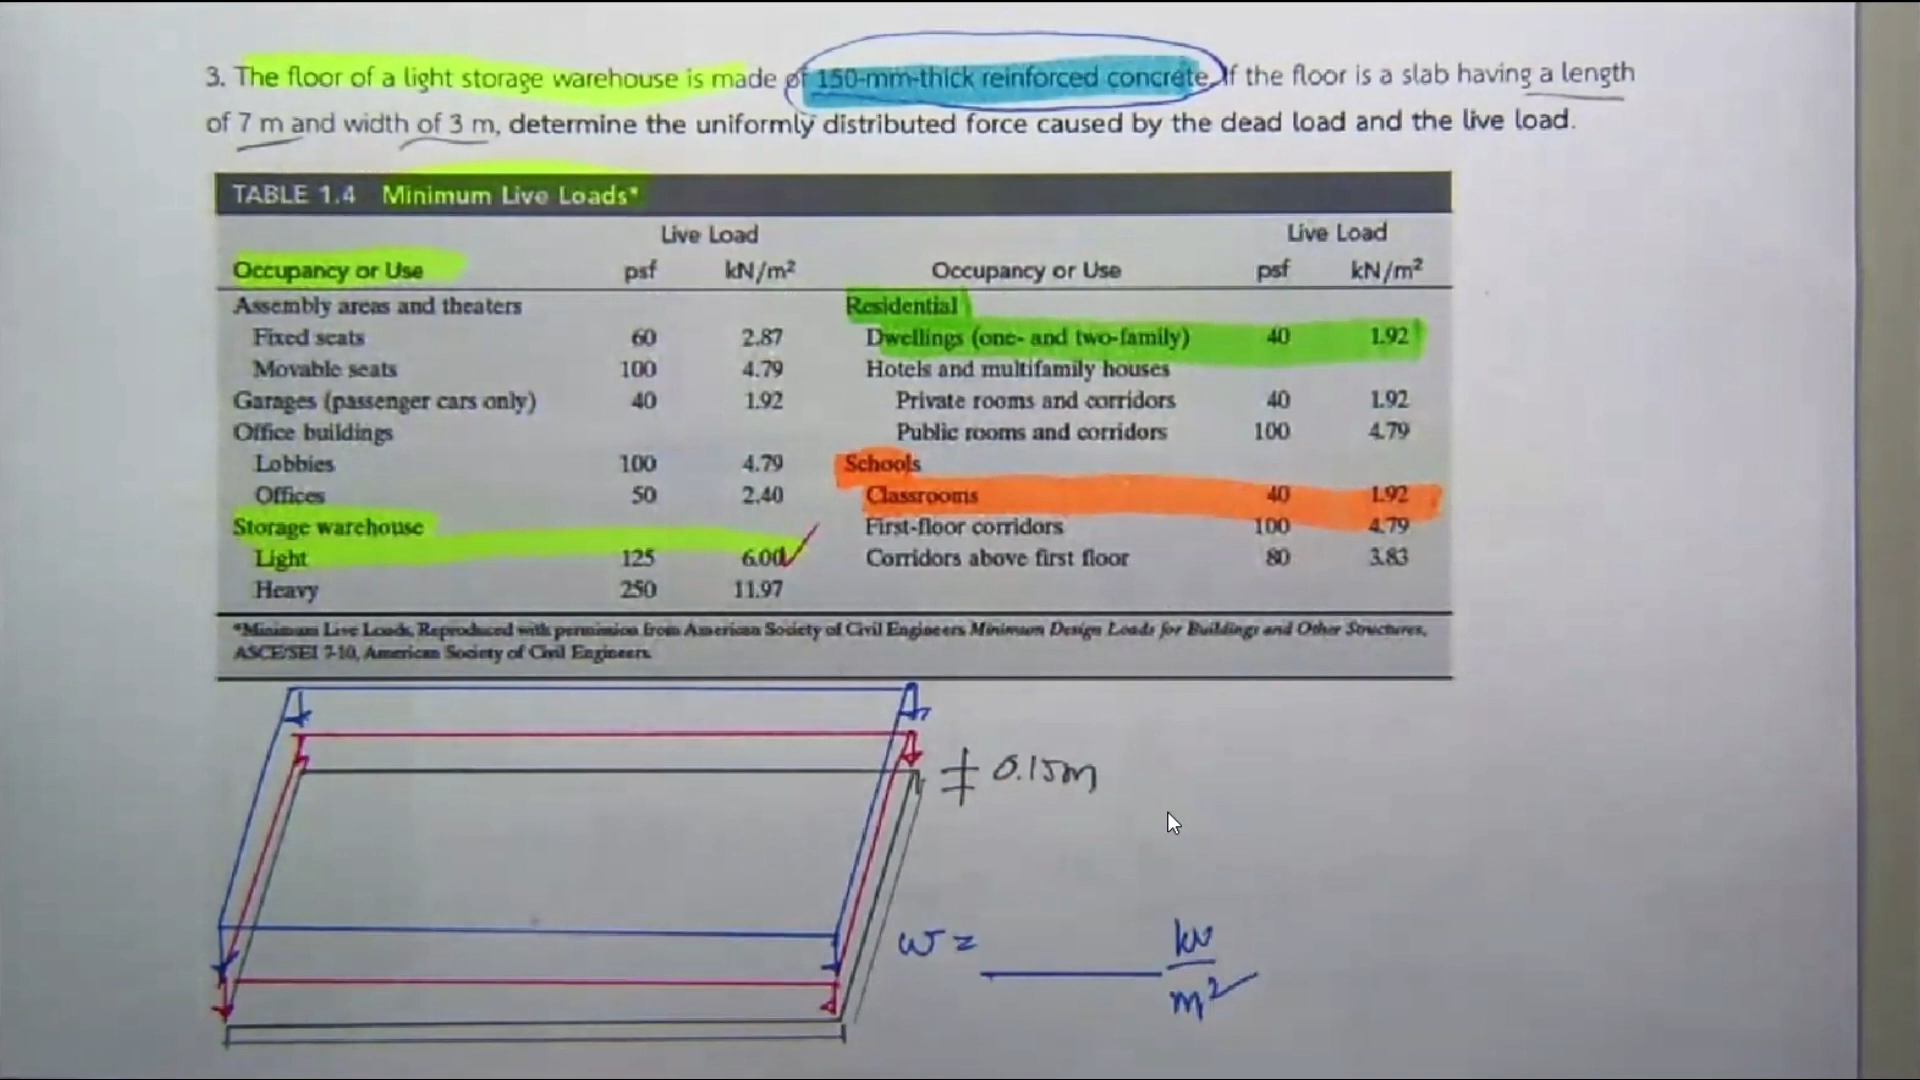 3. The floor of a light storage warehouse is made of 150-mm-thick reinforced concrete. If the floor is a slab having a length
of 7 m and width of 3 m, determine the uniformly distributed force caused by the dead load and the live load.
TABLE 1.4 Minimum Live Loads*
Live Load Live Load
Occupancy or Use psf kN/m² Occupancy or Use psf kN/m²
Assembly areas and theaters Residential
Fixed seats 60 2.87 Dwellings (one- and two-family) 40 1.92
Movable seats 100 4.79 Hotels and multifamily houses
Garages (passenger cars only) 40 1.92 Private rooms and corridors 40 1.92
Office buildings Public rooms and corridors 100 4.79
Lobbies 100 4.79 Schools
Offices 50 2.40 Classrooms 40 1.92
Storage warehouse First-floor corridors 100 4.79
Light 125 6.00 Corridors above first floor 80 3.83
Heavy 250 11.97
*Minimum Live Loads, Reproduced with permission from American Society of Civil Engineers Minimum Design Loads for Buildings and Other Structures,
ASCE/SEI 7-10, American Society of Civil Engineers.
0.15m
w = kN
m²